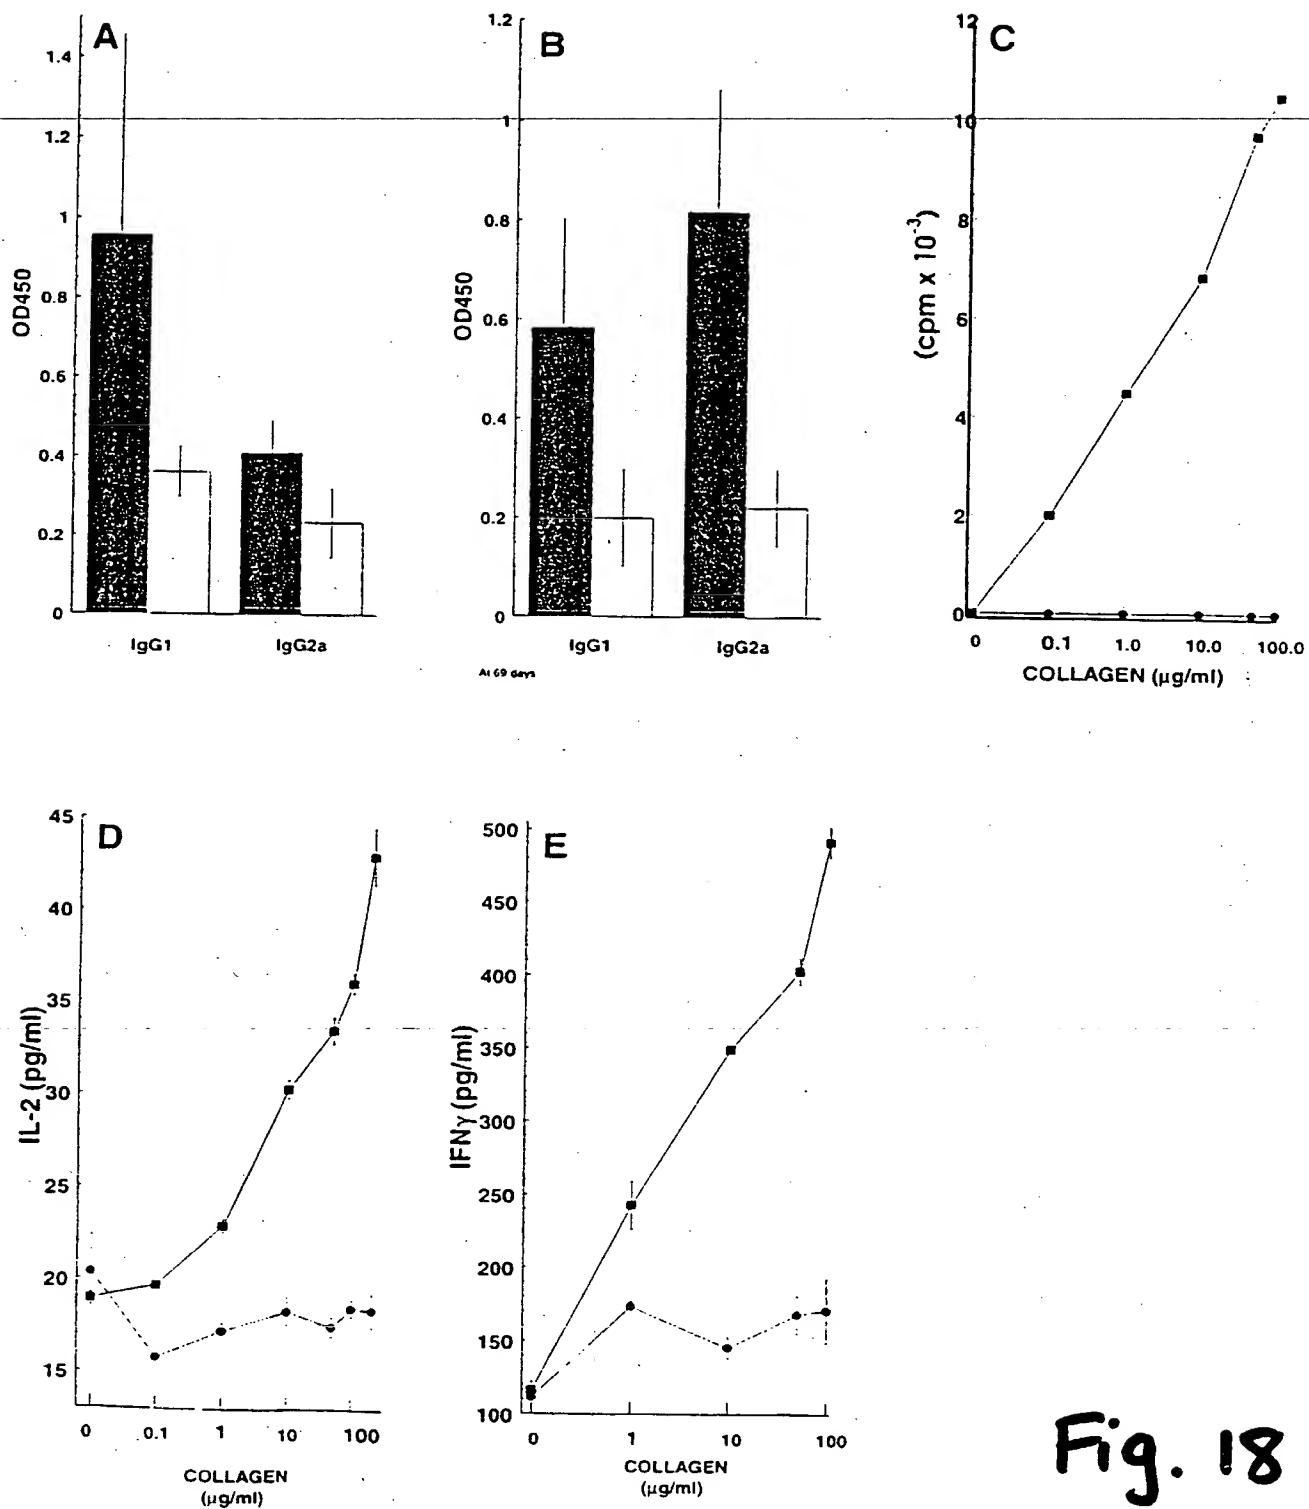 A
1.4
1.2
1
0.8
0.6
0.4
0.2
0
OD450
IgG1
IgG2a
B
1.2
1
0.8
0.6
0.4
0.2
0
OD450
IgG1
IgG2a
At 69 days
C
12
10
8
6
4
2
0
(cpm x 10-3)
0 0.1 1.0 10.0 100.0
COLLAGEN (µg/ml)
D
45
40
35
30
25
20
15
IL-2 (pg/ml)
0 0.1 1 10 100
COLLAGEN
(µg/ml)
E
500
450
400
350
300
250
200
150
100
IFNγ (pg/ml)
0 1 10 100
COLLAGEN
(µg/ml)
Fig. 18